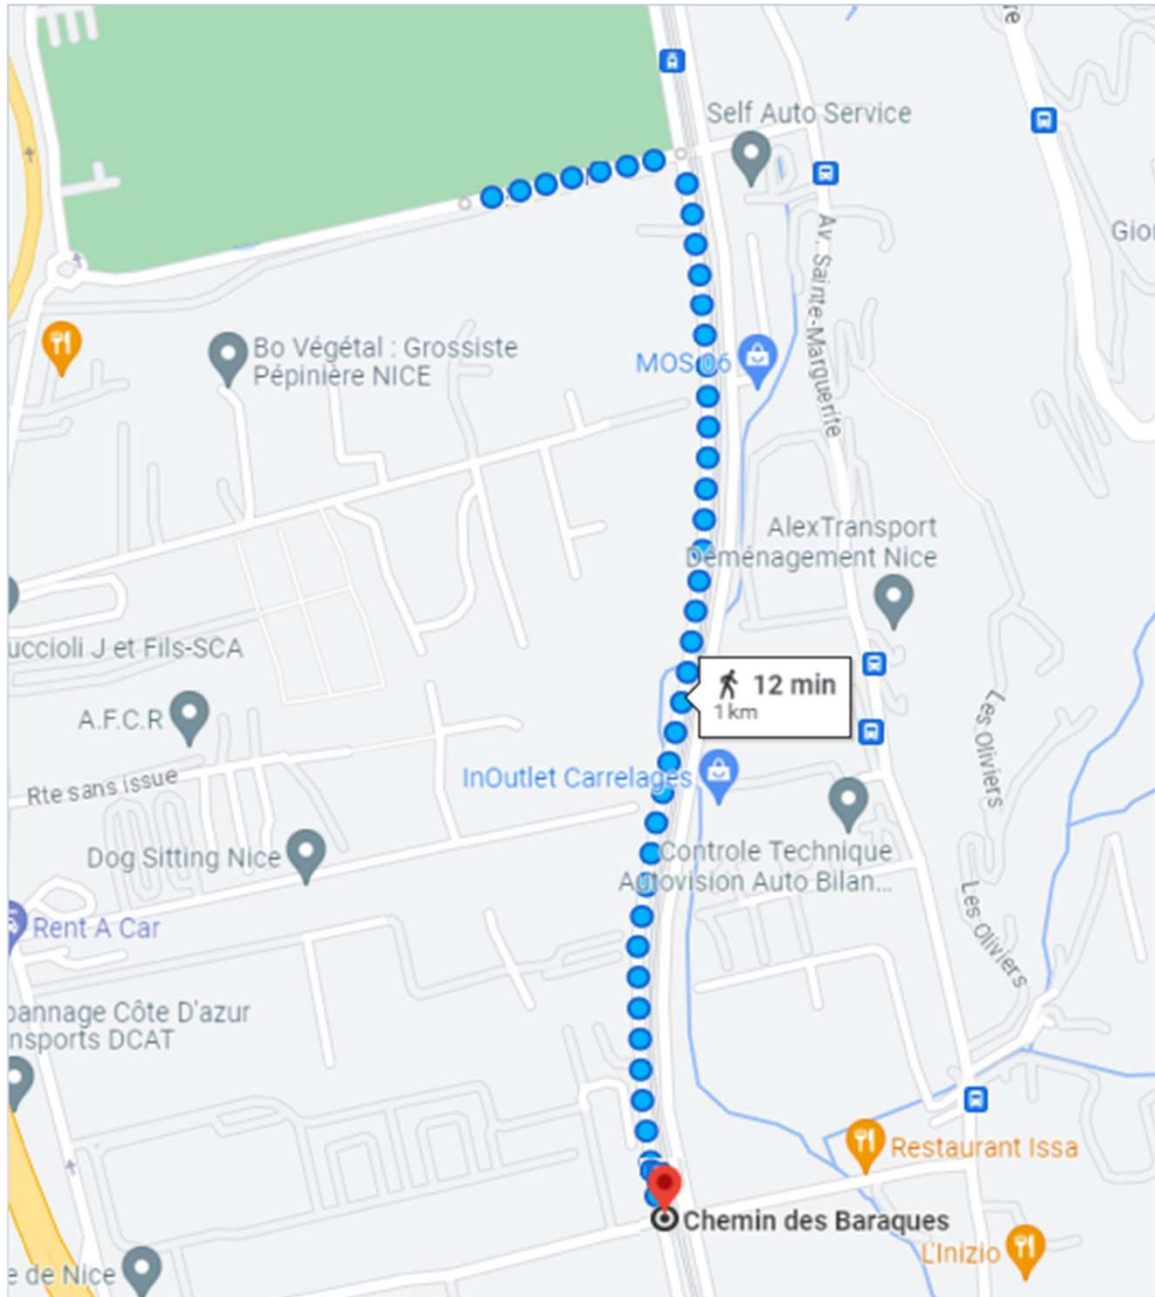 re
Self Auto Service
Av. Sainte-Marguerite
Gior
MOS 06
Bo Végétal : Grossiste
Pépinière NICE
AlexTransport
Déménagement Nice
uccioli J et Fils-SCA
12 min
1 km
A.F.C.R
Les Oliviers
InOutlet Carrelages
Rte sans issue
Dog Sitting Nice
Controle Technique
Autovision Auto Bilan...
Rent A Car
Les Oliviers
pannage Côte D'azur
nsports DCAT
Restaurant Issa
Chemin des Baraques
L'Inizio
e de Nice